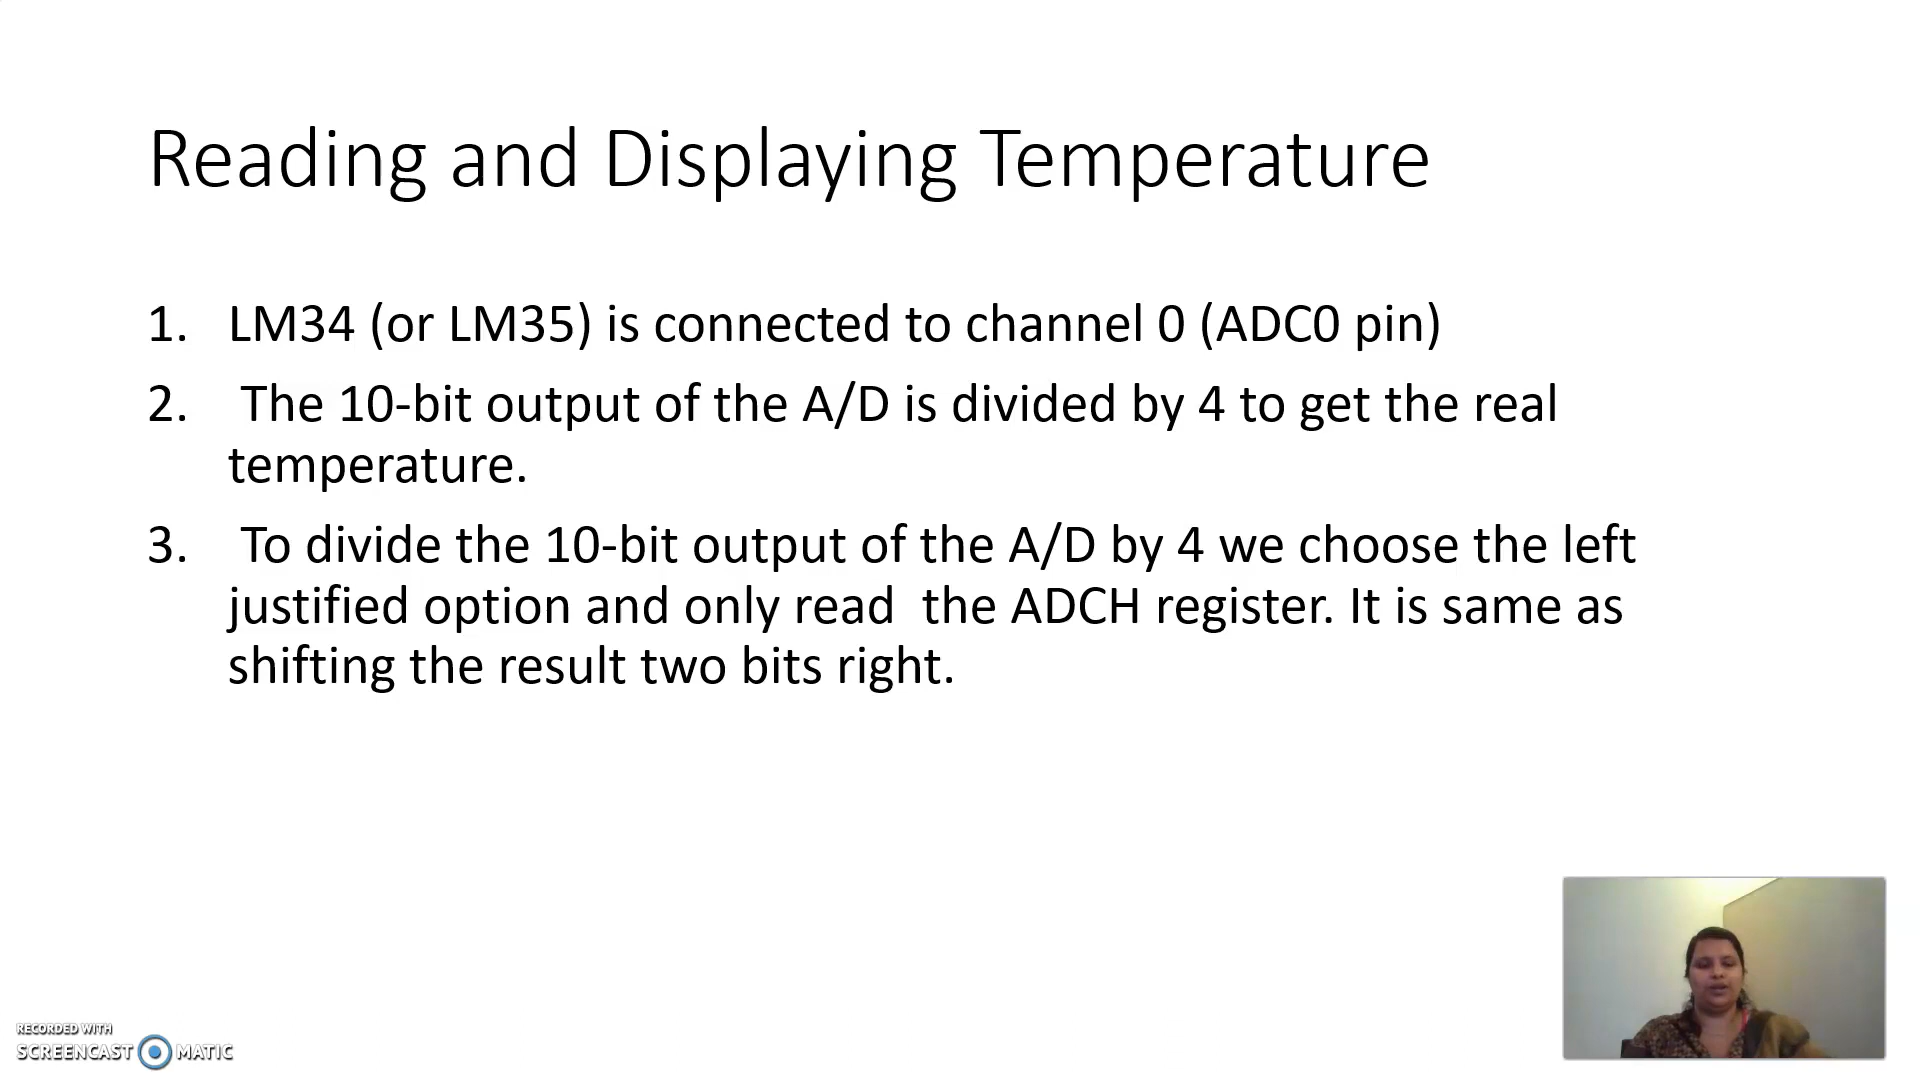 Reading and Displaying Temperature
1. LM34 (or LM35) is connected to channel 0 (ADC0 pin)
2. The 10-bit output of the A/D is divided by 4 to get the real
temperature.
3. To divide the 10-bit output of the A/D by 4 we choose the left
justified option and only read the ADCH register. It is same as
shifting the result two bits right.
RECORDED WITH
SCREENCAST MATIC